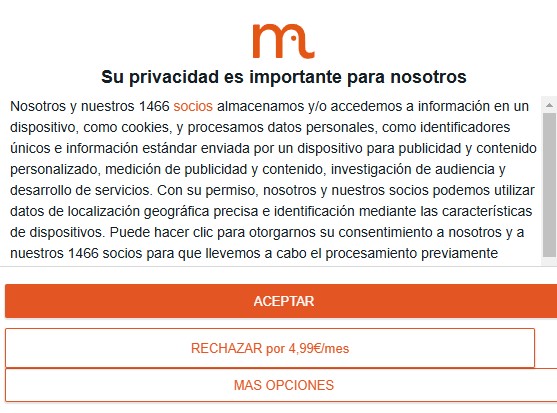 m
Su privacidad es importante para nosotros
Nosotros y nuestros 1466 socios almacenamos y/o accedemos a información en un
dispositivo, como cookies, y procesamos datos personales, como identificadores
únicos e información estándar enviada por un dispositivo para publicidad y contenido
personalizado, medición de publicidad y contenido, investigación de audiencia y
desarrollo de servicios. Con su permiso, nosotros y nuestros socios podemos utilizar
datos de localización geográfica precisa e identificación mediante las características
de dispositivos. Puede hacer clic para otorgarnos su consentimiento a nosotros y a
nuestros 1466 socios para que llevemos a cabo el procesamiento previamente
ACEPTAR
RECHAZAR por 4,99€/mes
MAS OPCIONES